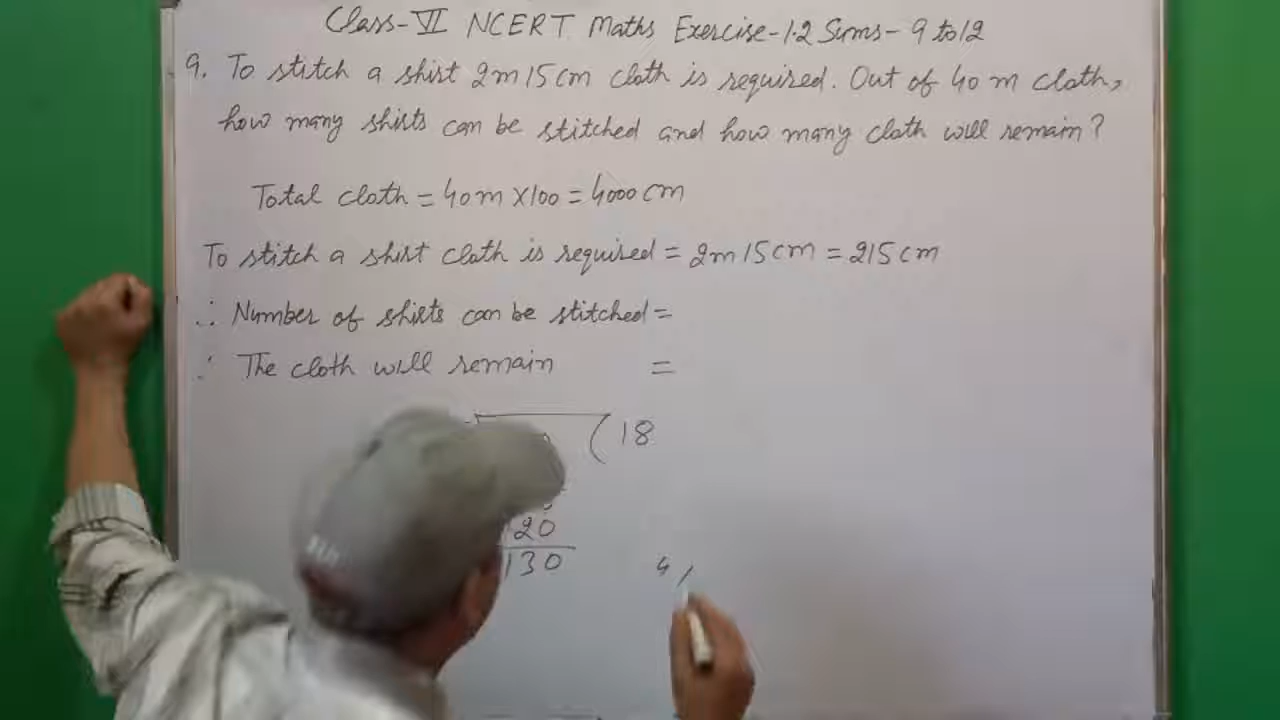 Class-VI NCERT Maths Exercise-1.2 Sums-9 to 12
9. To stitch a shirt 2m 15cm cloth is required. Out of 40 m cloth,
how many shirts can be stitched and how many cloth will remain?
Total cloth = 40m X100 = 4000 cm
To stitch a shirt cloth is required = 2m 15cm = 215 cm
∴ Number of shirts can be stitched =
∴ The cloth will remain =
18
20
130
4